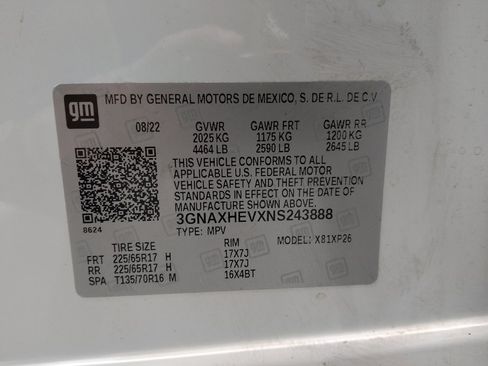 gm
MFD BY GENERAL MOTORS DE MEXICO, S. DE R.L. DE C.V
08/22 GVWR GAWR FRT GAWR RR
2025 KG 1175 KG 1200 KG
4464 LB 2590 LB 2645 LB
THIS VEHICLE CONFORMS TO ALL
APPLICABLE U.S. FEDERAL MOTOR
VEHICLE SAFETY AND THEFT PREVENTION
STANDARDS IN EFFECT ON THE DATE OF
MANUFACTURE SHOWN ABOVE.
3GNAXHEVXNS243888
8624 TYPE: MPV
TIRE SIZE RIM MODEL: X81XP26
FRT 225/65R17 H 17X7J
RR 225/65R17 H 17X7J
SPA T135/70R16 M 16X4BT